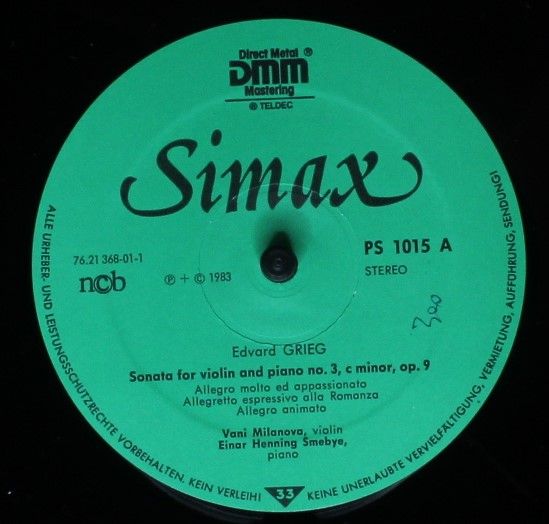 Direct Metal ®
DMM
Mastering
® TELDEC
Simax
76.21 368-01-1
ncb
℗ + © 1983
PS 1015 A
STEREO
300
Edvard GRIEG
Sonata for violin and piano no. 3, c minor, op. 9
Allegro molto ed appassionato
Allegretto espressivo alla Romanza
Allegro animato
Vani Milanova, violin
Einar Henning Smebye,
piano
33
ALLE URHEBER- UND LEISTUNGSSCHUTZRECHTE VORBEHALTEN. KEIN VERLEIH! KEINE UNERLAUBTE VERVIELFÄLTIGUNG, VERMIETUNG, AUFFÜHRUNG, SENDUNG!